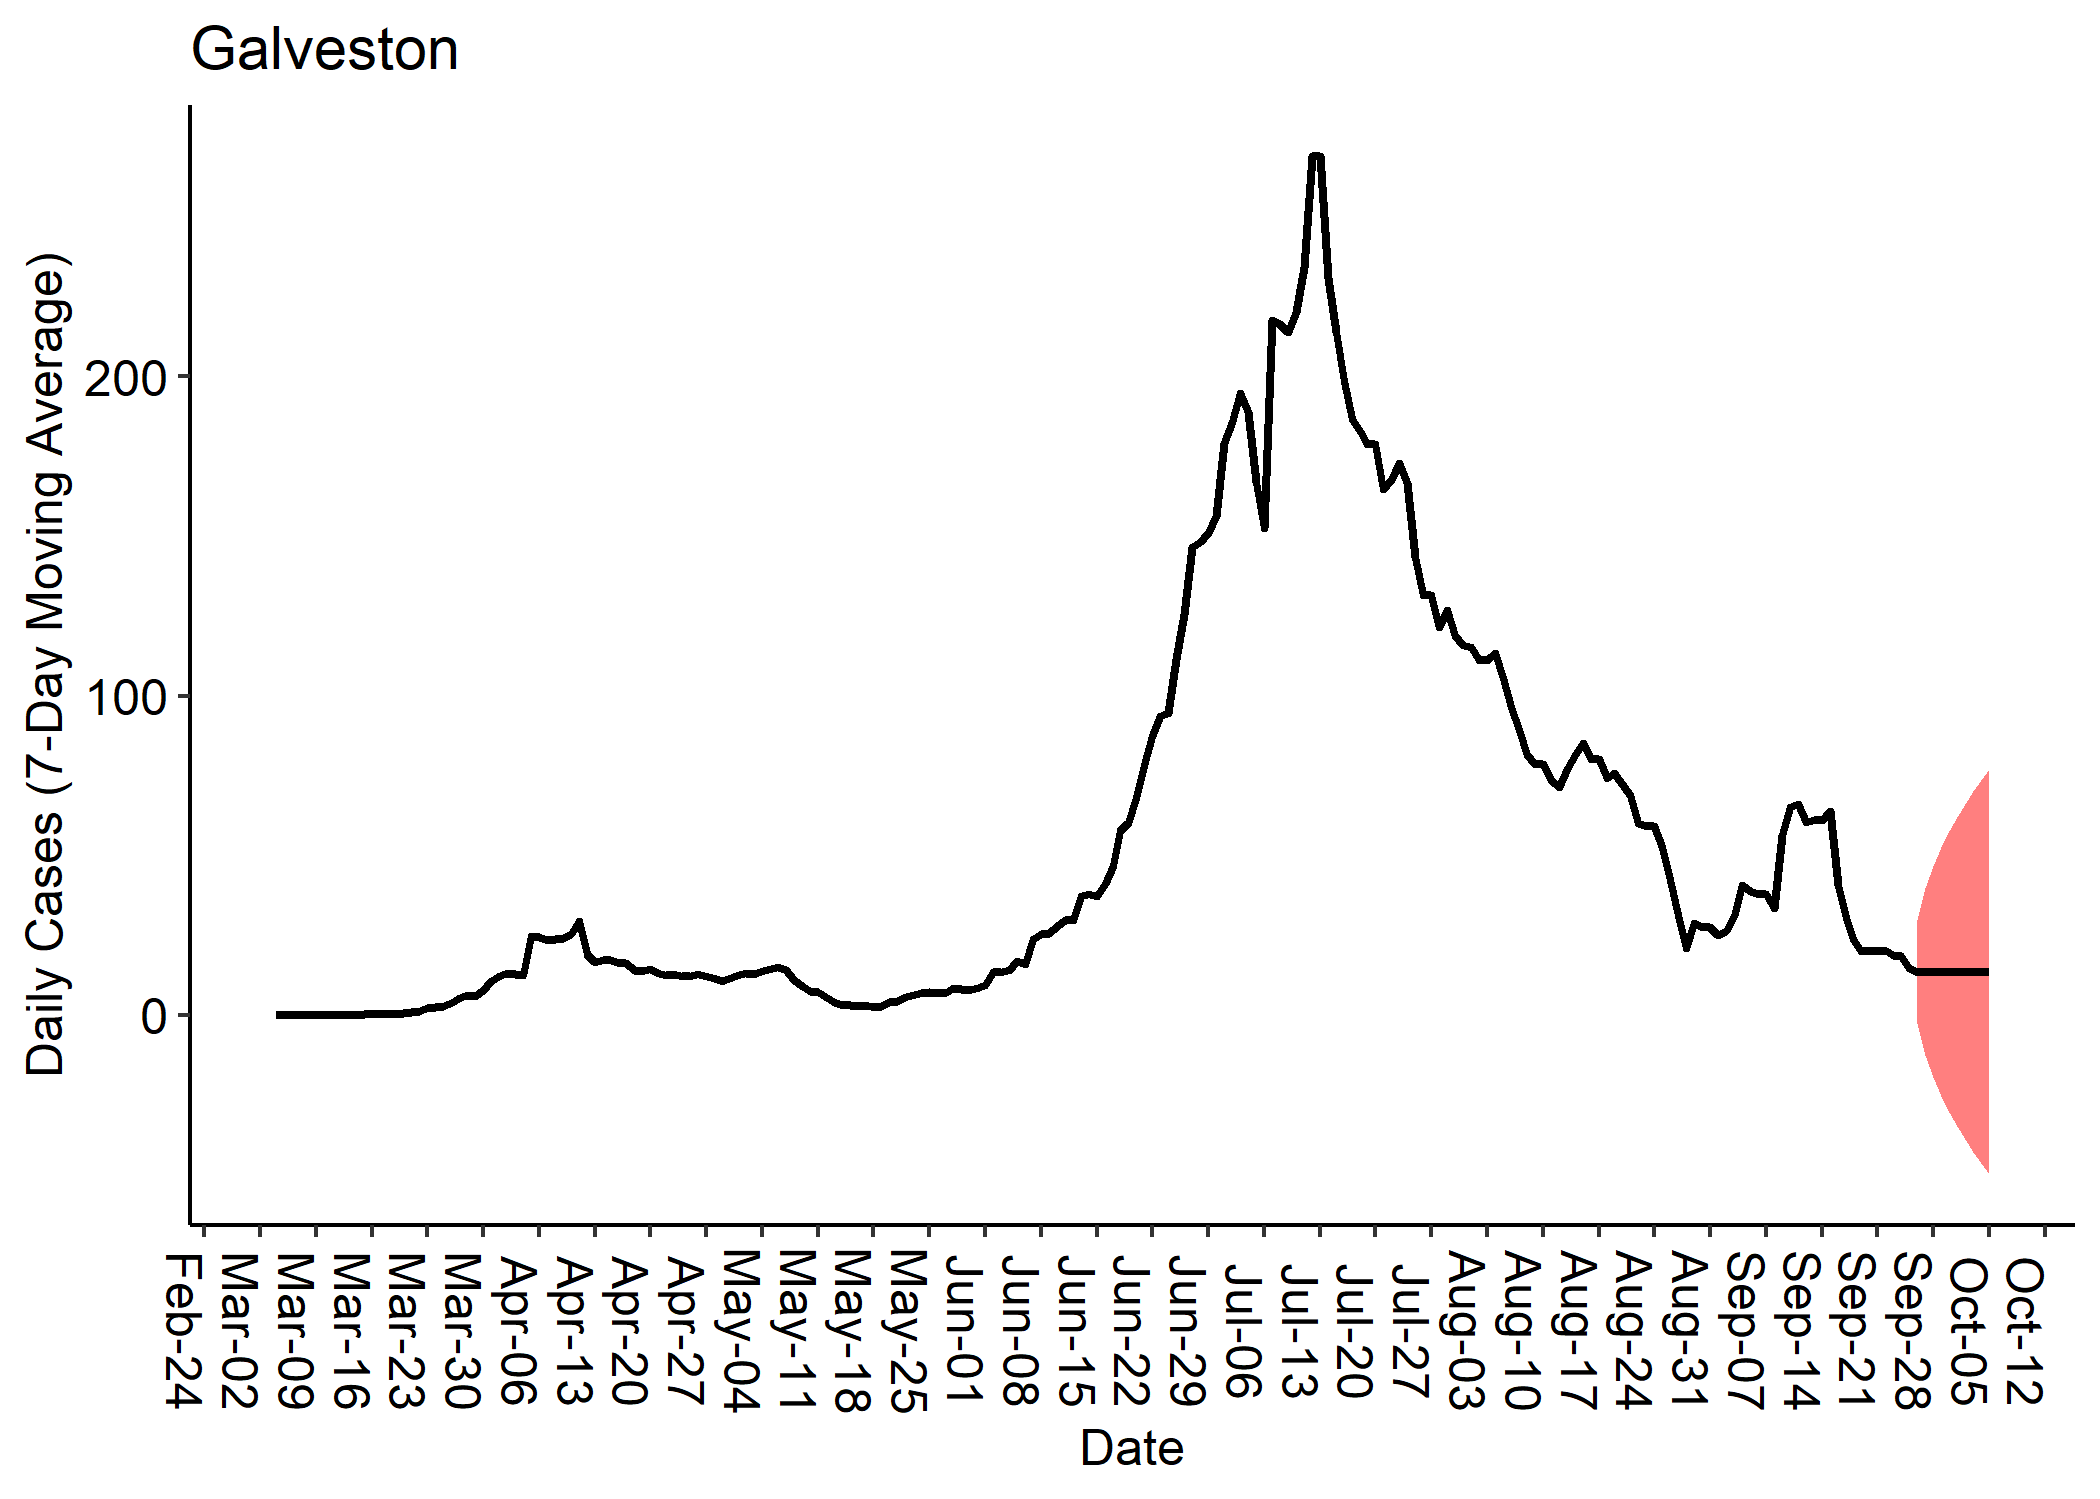 Galveston
Daily Cases (7-Day Moving Average)
200
100
0
Feb-24
Mar-02
Mar-09
Mar-16
Mar-23
Mar-30
Apr-06
Apr-13
Apr-20
Apr-27
May-04
May-11
May-18
May-25
Jun-01
Jun-08
Jun-15
Jun-22
Jun-29
Jul-06
Jul-13
Jul-20
Jul-27
Aug-03
Aug-10
Aug-17
Aug-24
Aug-31
Sep-07
Sep-14
Sep-21
Sep-28
Oct-05
Oct-12
Date